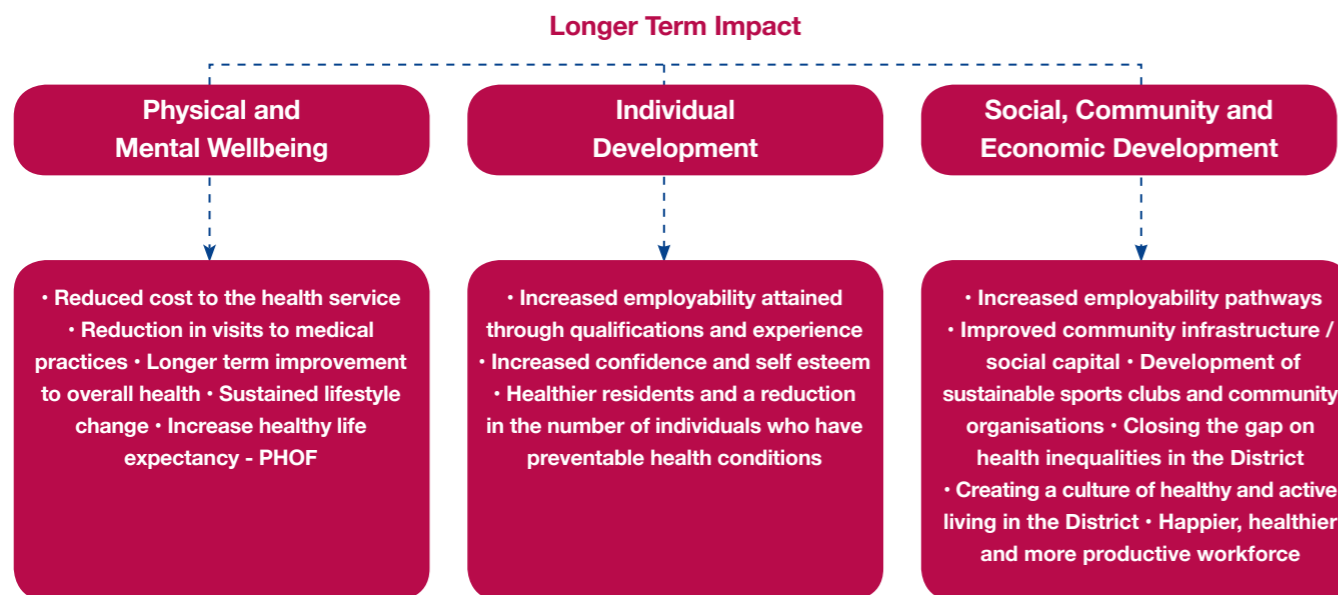 Longer Term Impact
Physical and
Mental Wellbeing
Individual
Development
Social, Community and
Economic Development
• Reduced cost to the health service
• Reduction in visits to medical
practices • Longer term improvement
to overall health • Sustained lifestyle
change • Increase healthy life
expectancy - PHOF
• Increased employability attained
through qualifications and experience
• Increased confidence and self esteem
• Healthier residents and a reduction
in the number of individuals who have
preventable health conditions
• Increased employability pathways
• Improved community infrastructure /
social capital • Development of
sustainable sports clubs and community
organisations • Closing the gap on
health inequalities in the District
• Creating a culture of healthy and active
living in the District • Happier, healthier
and more productive workforce